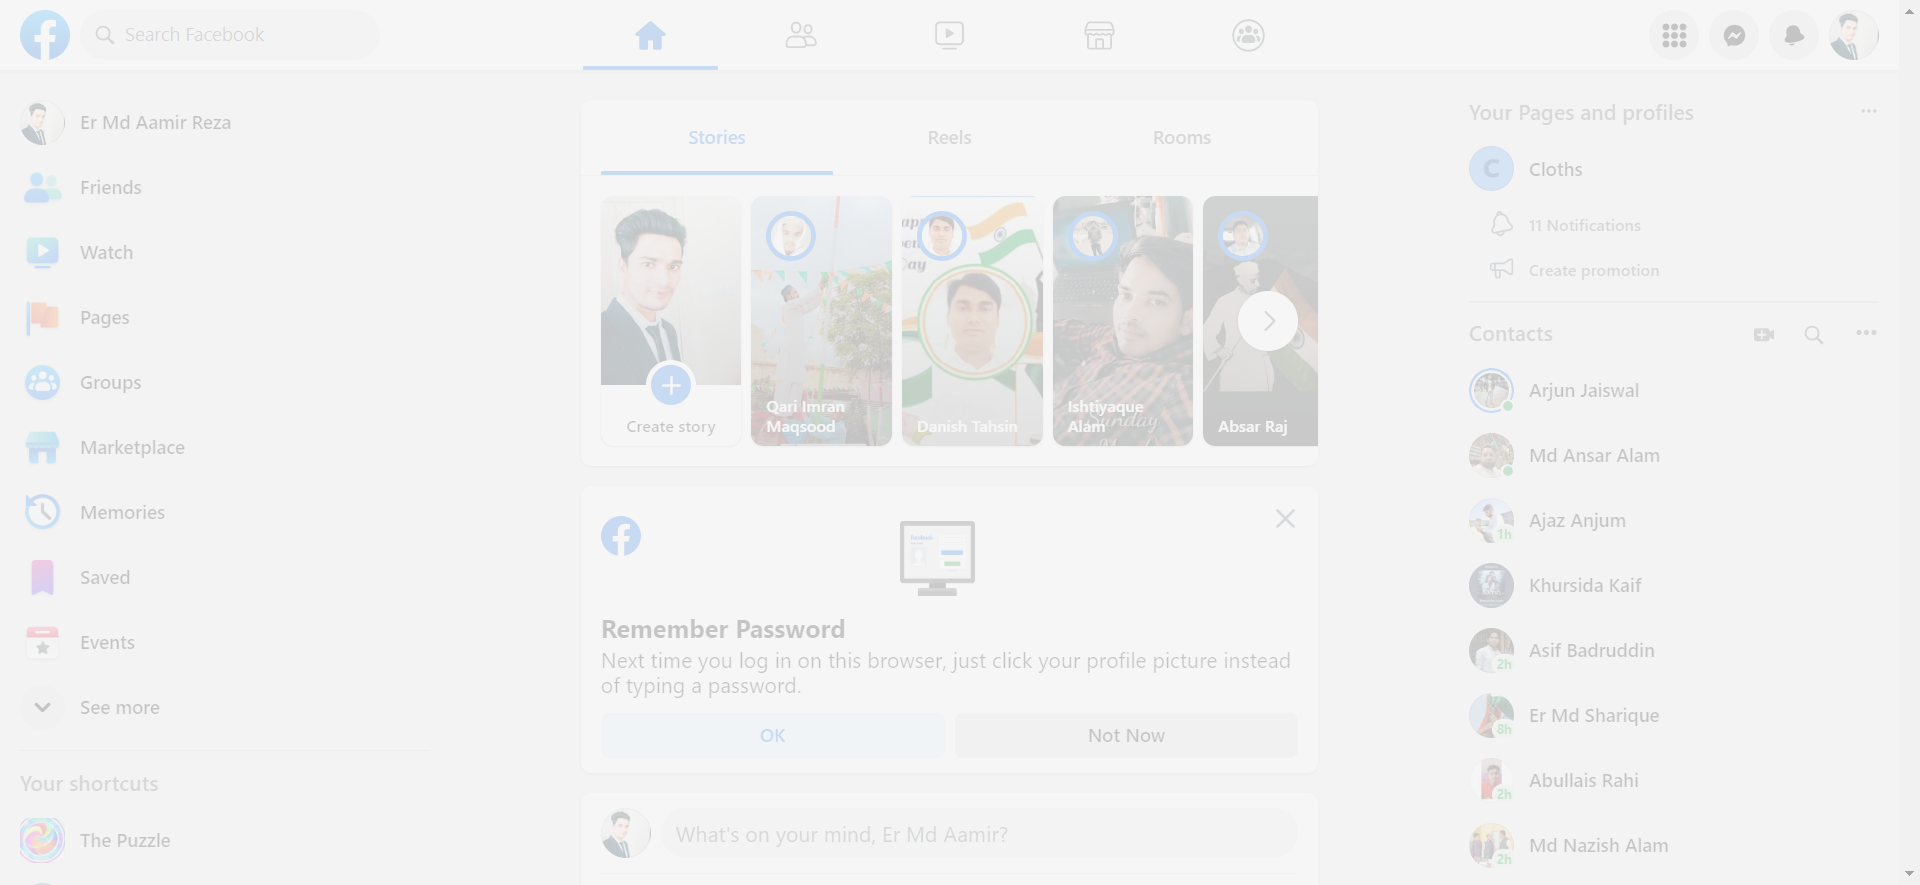 Search Facebook
Er Md Aamir Reza
Friends
Watch
Pages
Groups
Marketplace
Memories
Saved
Events
See more
Your shortcuts
The Puzzle
Stories
Reels
Rooms
Create story
Qari Imran
Maqsood
Danish Tahsin
Ishtiyaque
Alam
Sunday
Absar Raj
Remember Password
Next time you log in on this browser, just click your profile picture instead
of typing a password.
OK
Not Now
What's on your mind, Er Md Aamir?
Your Pages and profiles
C
Cloths
11 Notifications
Create promotion
Contacts
Arjun Jaiswal
Md Ansar Alam
Ajaz Anjum
1h
Khursida Kaif
Asif Badruddin
2h
Er Md Sharique
8h
Abullais Rahi
2h
Md Nazish Alam
2h